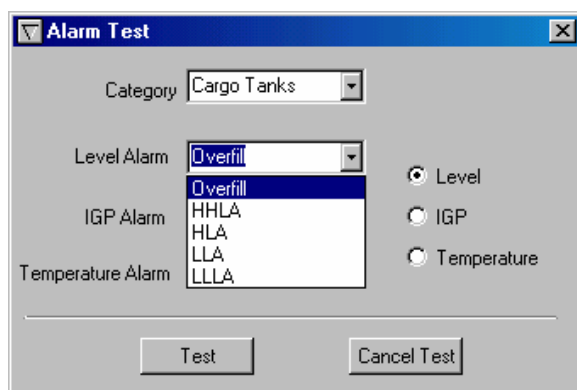 Alarm Test
Category Cargo Tanks
Level Alarm Overfill
Overfill
HHLA
HLA
LLA
LLLA
IGP Alarm
Temperature Alarm
Level
IGP
Temperature
Test Cancel Test